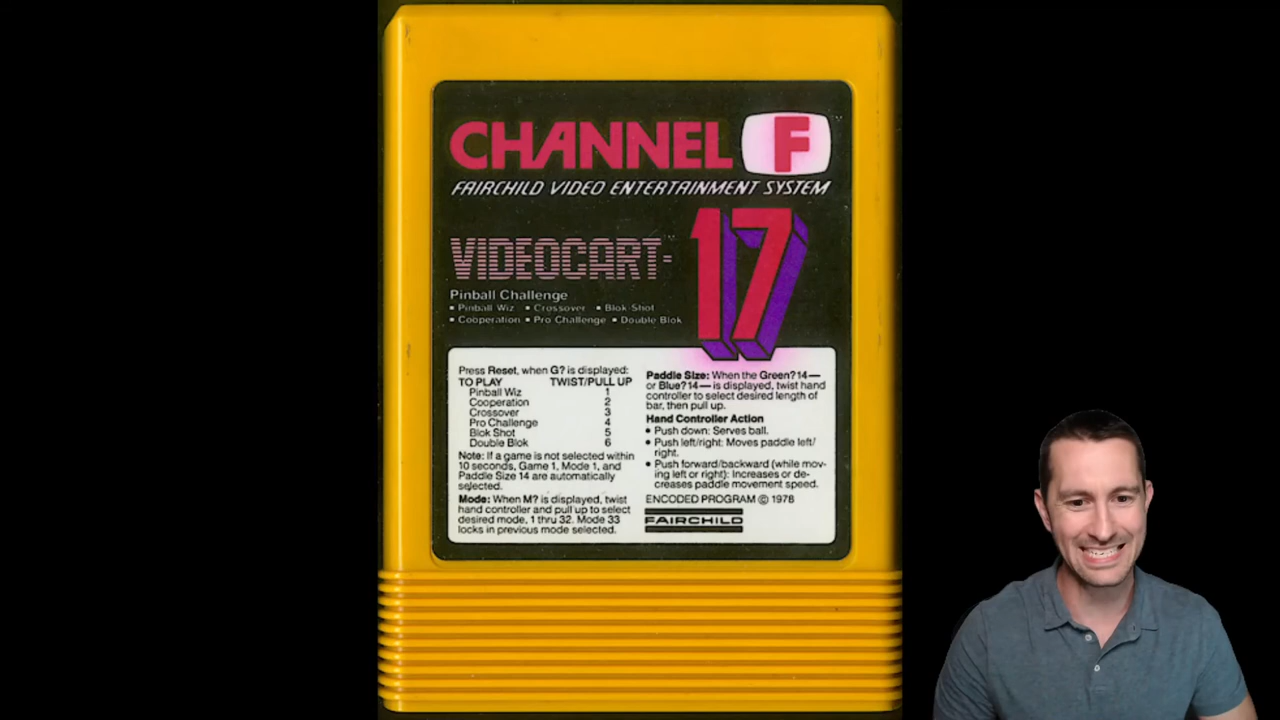 CHANNEL F
FAIRCHILD VIDEO ENTERTAINMENT SYSTEM
VIDEOCART-17
Pinball Challenge
▪ Pinball Wiz ▪ Crossover ▪ Blok Shot
▪ Cooperation ▪ Pro Challenge ▪ Double Blok
Press Reset, when G? is displayed:
TO PLAY TWIST/PULL UP
Pinball Wiz 1
Cooperation 2
Crossover 3
Pro Challenge 4
Blok Shot 5
Double Blok 6
Note: If a game is not selected within
10 seconds, Game 1, Mode 1, and
Paddle Size 14 are automatically
selected.
Mode: When M? is displayed, twist
hand controller and pull up to select
desired mode, 1 thru 32. Mode 33
locks in previous mode selected.
Paddle Size: When the Green?14—
or Blue?14— is displayed, twist hand
controller to select desired length of
bar, then pull up.
Hand Controller Action
● Push down: Serves ball.
● Push left/right: Moves paddle left/
right.
● Push forward/backward (while mov-
ing left or right): Increases or de-
creases paddle movement speed.
ENCODED PROGRAM © 1978
FAIRCHILD